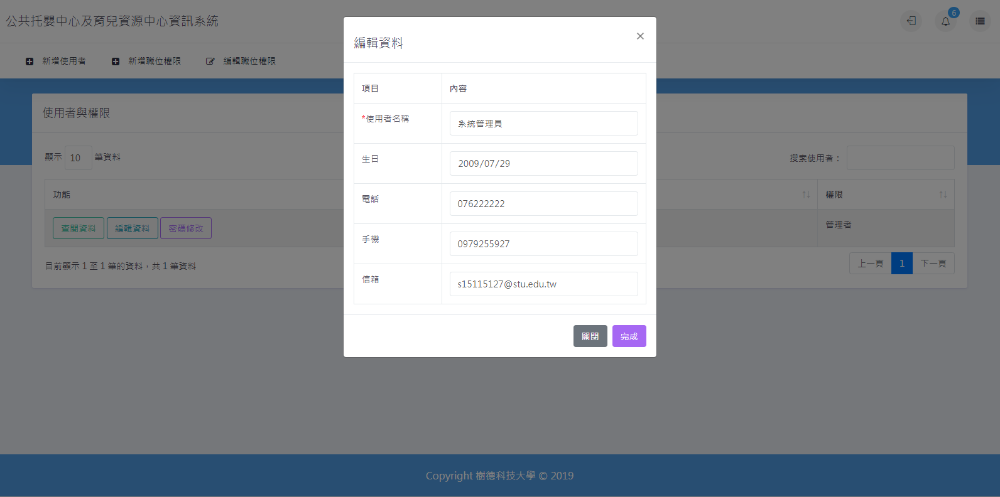 公共托嬰中心及育兒資源中心資訊系統
6
新增使用者 新增職位權限 編輯職位權限
使用者與權限
顯示 10 筆資料
搜索使用者：
功能
權限
查閱資料 編輯資料 密碼修改
管理者
目前顯示 1 至 1 筆的資料，共 1 筆資料
上一頁 1 下一頁
編輯資料
×
項目 內容
*使用者名稱 系統管理員
生日 2009/07/29
電話 076222222
手機 0979255927
信箱 s15115127@stu.edu.tw
關閉 完成
Copyright 樹德科技大學 © 2019